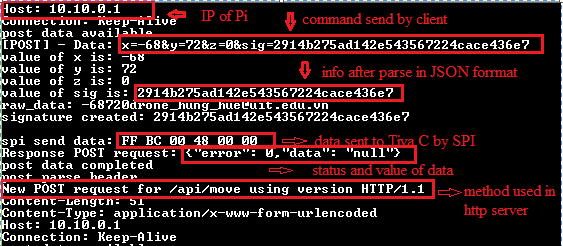 Host: 10.10.0.1
IP of Pi
Connection: Keep-Alive
post data available
command send by client
[POST] - Data: x=-68&y=72&z=0&sig=2914b275ad142e543567224cace436e7
value of x is: -68
value of y is: 72
value of z is: 0
info after parse in JSON forrmat
value of sig is: 2914b275ad142e543567224cace436e7
raw_data: -68720drone_hung_hue@uit.edu.vn
signature created: 2914b275ad142e543567224cace436e7
spi send data: FF BC 00 48 00 00
data sent to Tiva C by SPI
Response POST request: {"error": 0,"data": "null"}
post data completed
status and value of data
post parse header
New POST request for /api/move using version HTTP/1.1
method used in
http server
Content-Length: 51
Content-Type: application/x-www-form-urlencoded
Host: 10.10.0.1
Connection: Keep-Alive